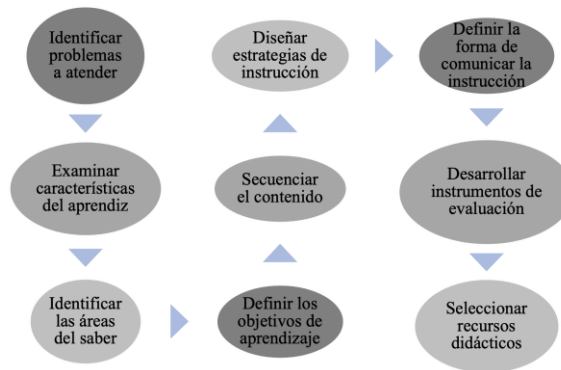 Identificar
problemas
a atender
Examinar
características
del aprendiz
Identificar
las áreas
del saber
Definir los
objetivos de
aprendizaje
Secuenciar
el contenido
Diseñar
estrategias de
instrucción
Definir la
forma de
comunicar la
instrucción
Desarrollar
instrumentos de
evaluación
Seleccionar
recursos
didácticos